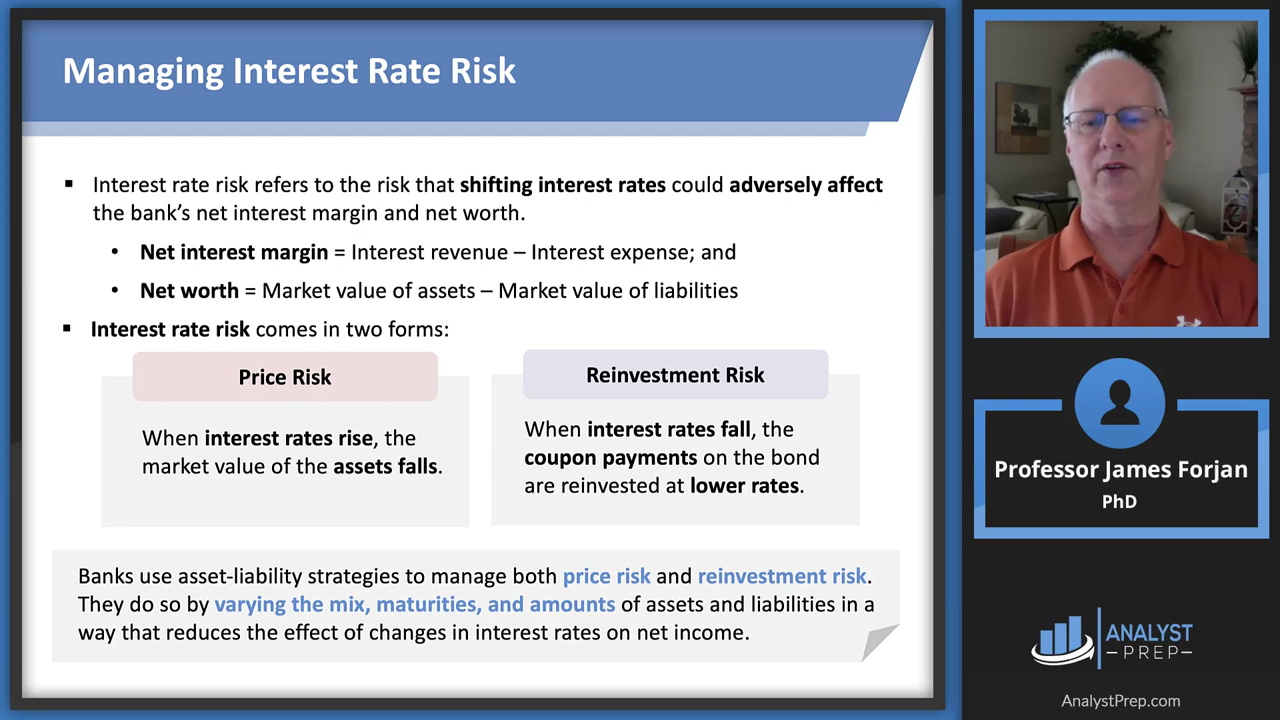 Managing Interest Rate Risk
▪ Interest rate risk refers to the risk that shifting interest rates could adversely affect
the bank’s net interest margin and net worth.
• Net interest margin = Interest revenue – Interest expense; and
• Net worth = Market value of assets – Market value of liabilities
▪ Interest rate risk comes in two forms:
Price Risk
When interest rates rise, the
market value of the assets falls.
Reinvestment Risk
When interest rates fall, the
coupon payments on the bond
are reinvested at lower rates.
Banks use asset-liability strategies to manage both price risk and reinvestment risk.
They do so by varying the mix, maturities, and amounts of assets and liabilities in a
way that reduces the effect of changes in interest rates on net income.
Professor James Forjan
PhD
ANALYST
–PREP–
AnalystPrep.com